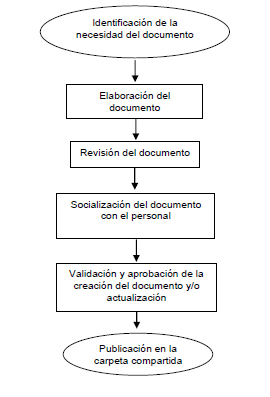 Identificación de la
necesidad del documento
Elaboración del
documento
Revisión del documento
Socialización del documento
con el personal
Validación y aprobación de la
creación del documento y/o
actualización
Publicación en la
carpeta compartida